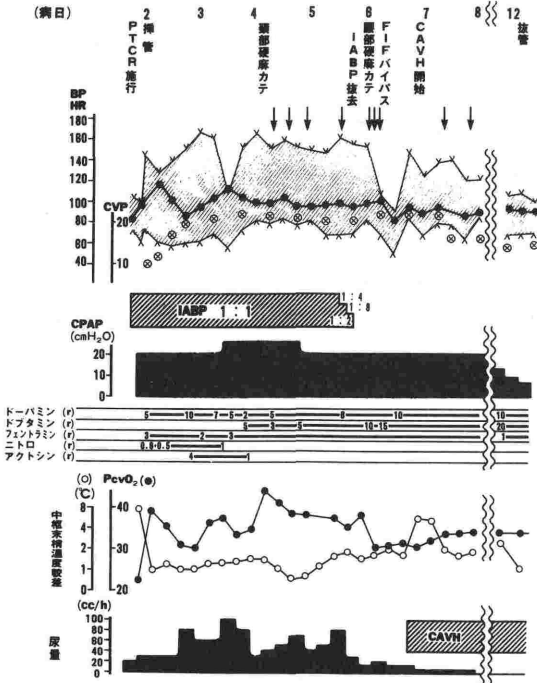 (病日) 2 3 4 5 6 7 8 12
PTCR施行
挿管
頸部硬麻カテ
IABP抜去
腰部硬麻カテ
FIFバイパス
CAVH開始
抜管
BP
HR
180
160
140
120
100
80
60
40
CVP
20
10
IABP 1:1
1:4
1:8
1:2
CPAP
(cmH₂O)
20
10
0
ドーパミン (r) 5 10 7 5 2 5 8 10 10
ドブタミン (r) 5 3 5 10 15 20
フェントラミン (r) 3 2 3 1
ニトロ (r) 0.8 0.5 1
アクトシン (r) 4 1
(○) PcvO₂(●)
(℃)
中枢末梢温度較差
8
4
2
1
0
40
30
20
(cc/h)
尿量
100
80
60
40
20
0
CAVH